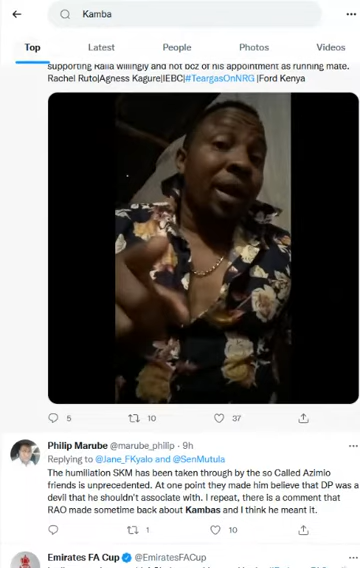 Kamba
Top Latest People Photos Videos
supporting Raila willingly and not bcz of his appointment as running mate.
Rachel Ruto|Agness Kagure|IEBC|#TeargasOnNRG |Ford Kenya
5 10 37
Philip Marube @marube_philip · 9h
Replying to @Jane_FKyalo and @SenMutula
The humiliation SKM has been taken through by the so Called Azimio
friends is unprecedented. At one point they made him believe that DP was a
devil that he shouldn't associate with. I repeat, there is a comment that
RAO made sometime back about Kambas and I think he meant it.
1 10
Emirates FA Cup @EmiratesFACup